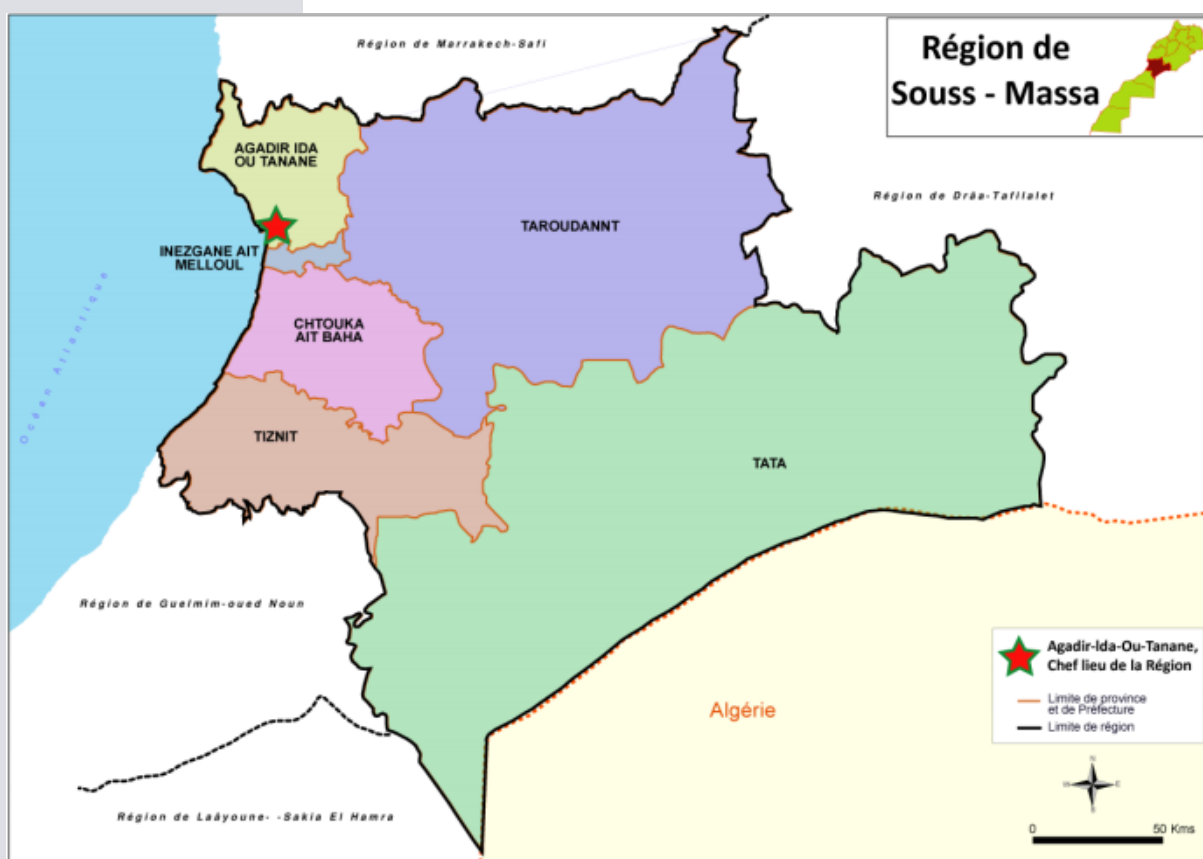 Région de Marrakech-Safi
Région de
Souss - Massa
AGADIR IDA
OU TANANE
Région de Drâa-Tafilalet
TAROUDANNT
INEZGANE AIT
MELLOUL
Océan Atlantique
CHTOUKA
AIT BAHA
TIZNIT
TATA
Région de Guelmim-oued Noun
Agadir-Ida-Ou-Tanane,
Chef lieu de la Région
Limite de province
et de Préfecture
Limite de région
Algérie
N
W
E
S
Région de Laâyoune- -Sakia El Hamra
0 50 Kms